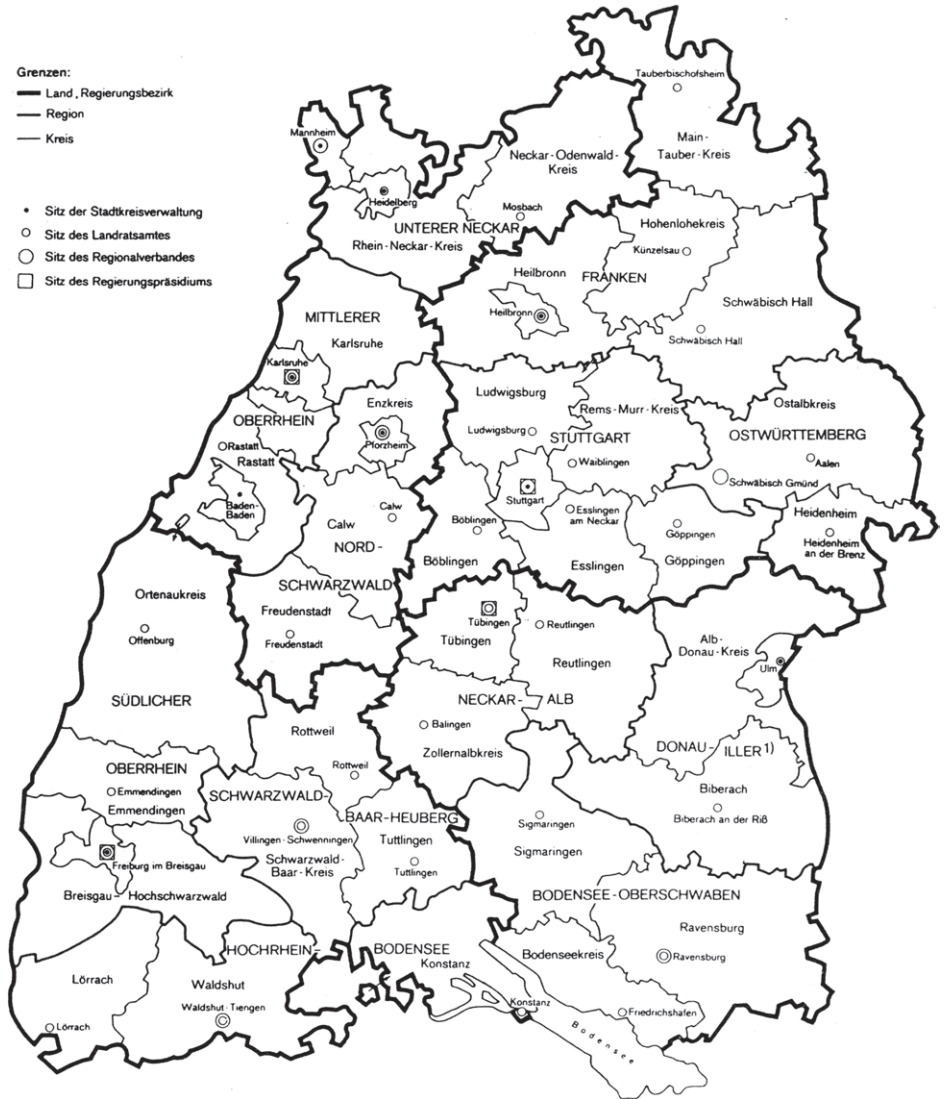 Grenzen:
Land, Regierungsbezirk
Region
Kreis
Sitz der Stadtkreisverwaltung
Sitz des Landratsamtes
Sitz des Regionalverbandes
Sitz des Regierungspräsidiums
Tauberbischofsheim
Main-
Tauber-Kreis
Mannheim
Neckar-Odenwald-
Kreis
Heidelberg
Mosbach
UNTERER NECKAR
Rhein-Neckar-Kreis
Hohenlohekreis
Künzelsau
Heilbronn
FRANKEN
Heilbronn
Schwäbisch Hall
Schwäbisch Hall
MITTLERER
Karlsruhe
Karlsruhe
OBERRHEIN
Rastatt
Rastatt
Baden-
Baden
Enzkreis
Pforzheim
Ludwigsburg
Ludwigsburg
Rems-Murr-Kreis
STUTTGART
Waiblingen
Stuttgart
Ostalbkreis
OSTWÜRTTEMBERG
Aalen
Schwäbisch Gmünd
Calw
Calw
NORD-
SCHWARZWALD
Böblingen
Böblingen
Esslingen
am Neckar
Esslingen
Göppingen
Göppingen
Heidenheim
Heidenheim
an der Brenz
Ortenaukreis
Offenburg
SÜDLICHER
Freudenstadt
Freudenstadt
Tübingen
Tübingen
Reutlingen
Reutlingen
Alb-
Donau-Kreis
Ulm
NECKAR-ALB
Balingen
Zollernalbkreis
Rottweil
Rottweil
DONAU-ILLER 1)
Biberach
Biberach an der Riß
OBERRHEIN
Emmendingen
Emmendingen
SCHWARZWALD-
BAAR-HEUBERG
Villingen-Schwenningen
Schwarzwald-
Baar-Kreis
Tuttlingen
Tuttlingen
Sigmaringen
Sigmaringen
Freiburg im Breisgau
Breisgau-Hochschwarzwald
BODENSEE-OBERSCHWABEN
Ravensburg
Ravensburg
HOCHRHEIN-
BODENSEE
Konstanz
Bodenseekreis
Lörrach
Lörrach
Waldshut
Waldshut-Tiengen
Konstanz
Friedrichshafen
Bodensee